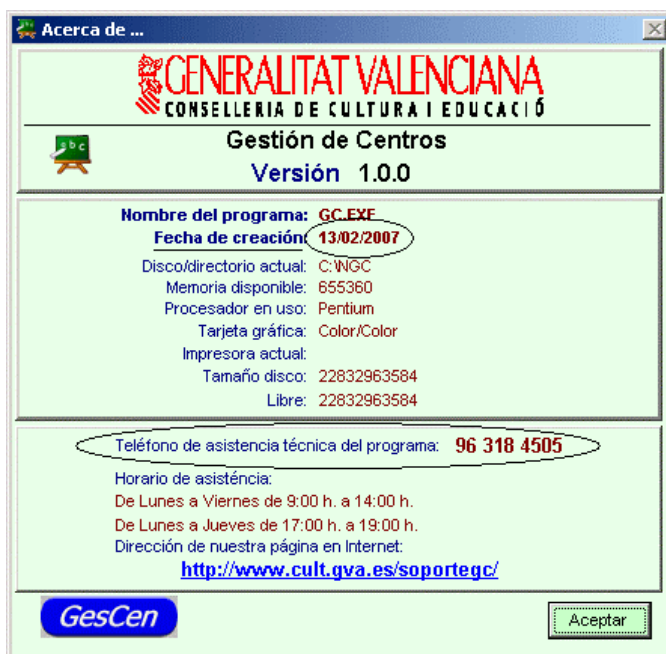 Acerca de ...
GENERALITAT VALENCIANA
CONSELLERIA DE CULTURA I EDUCACIÓ
abc
Gestión de Centros
Versión 1.0.0
Nombre del programa: GC.EXE
Fecha de creación: 13/02/2007
Disco/directorio actual: C:\NGC
Memoria disponible: 655360
Procesador en uso: Pentium
Tarjeta gráfica: Color/Color
Impresora actual:
Tamaño disco: 22832963584
Libre: 22832963584
Teléfono de asistencia técnica del programa: 96 318 4505
Horario de asisténcia:
De Lunes a Viernes de 9:00 h. a 14:00 h.
De Lunes a Jueves de 17:00 h. a 19:00 h.
Dirección de nuestra página en Internet:
http://www.cult.gva.es/soportegc/
GesCen
Aceptar